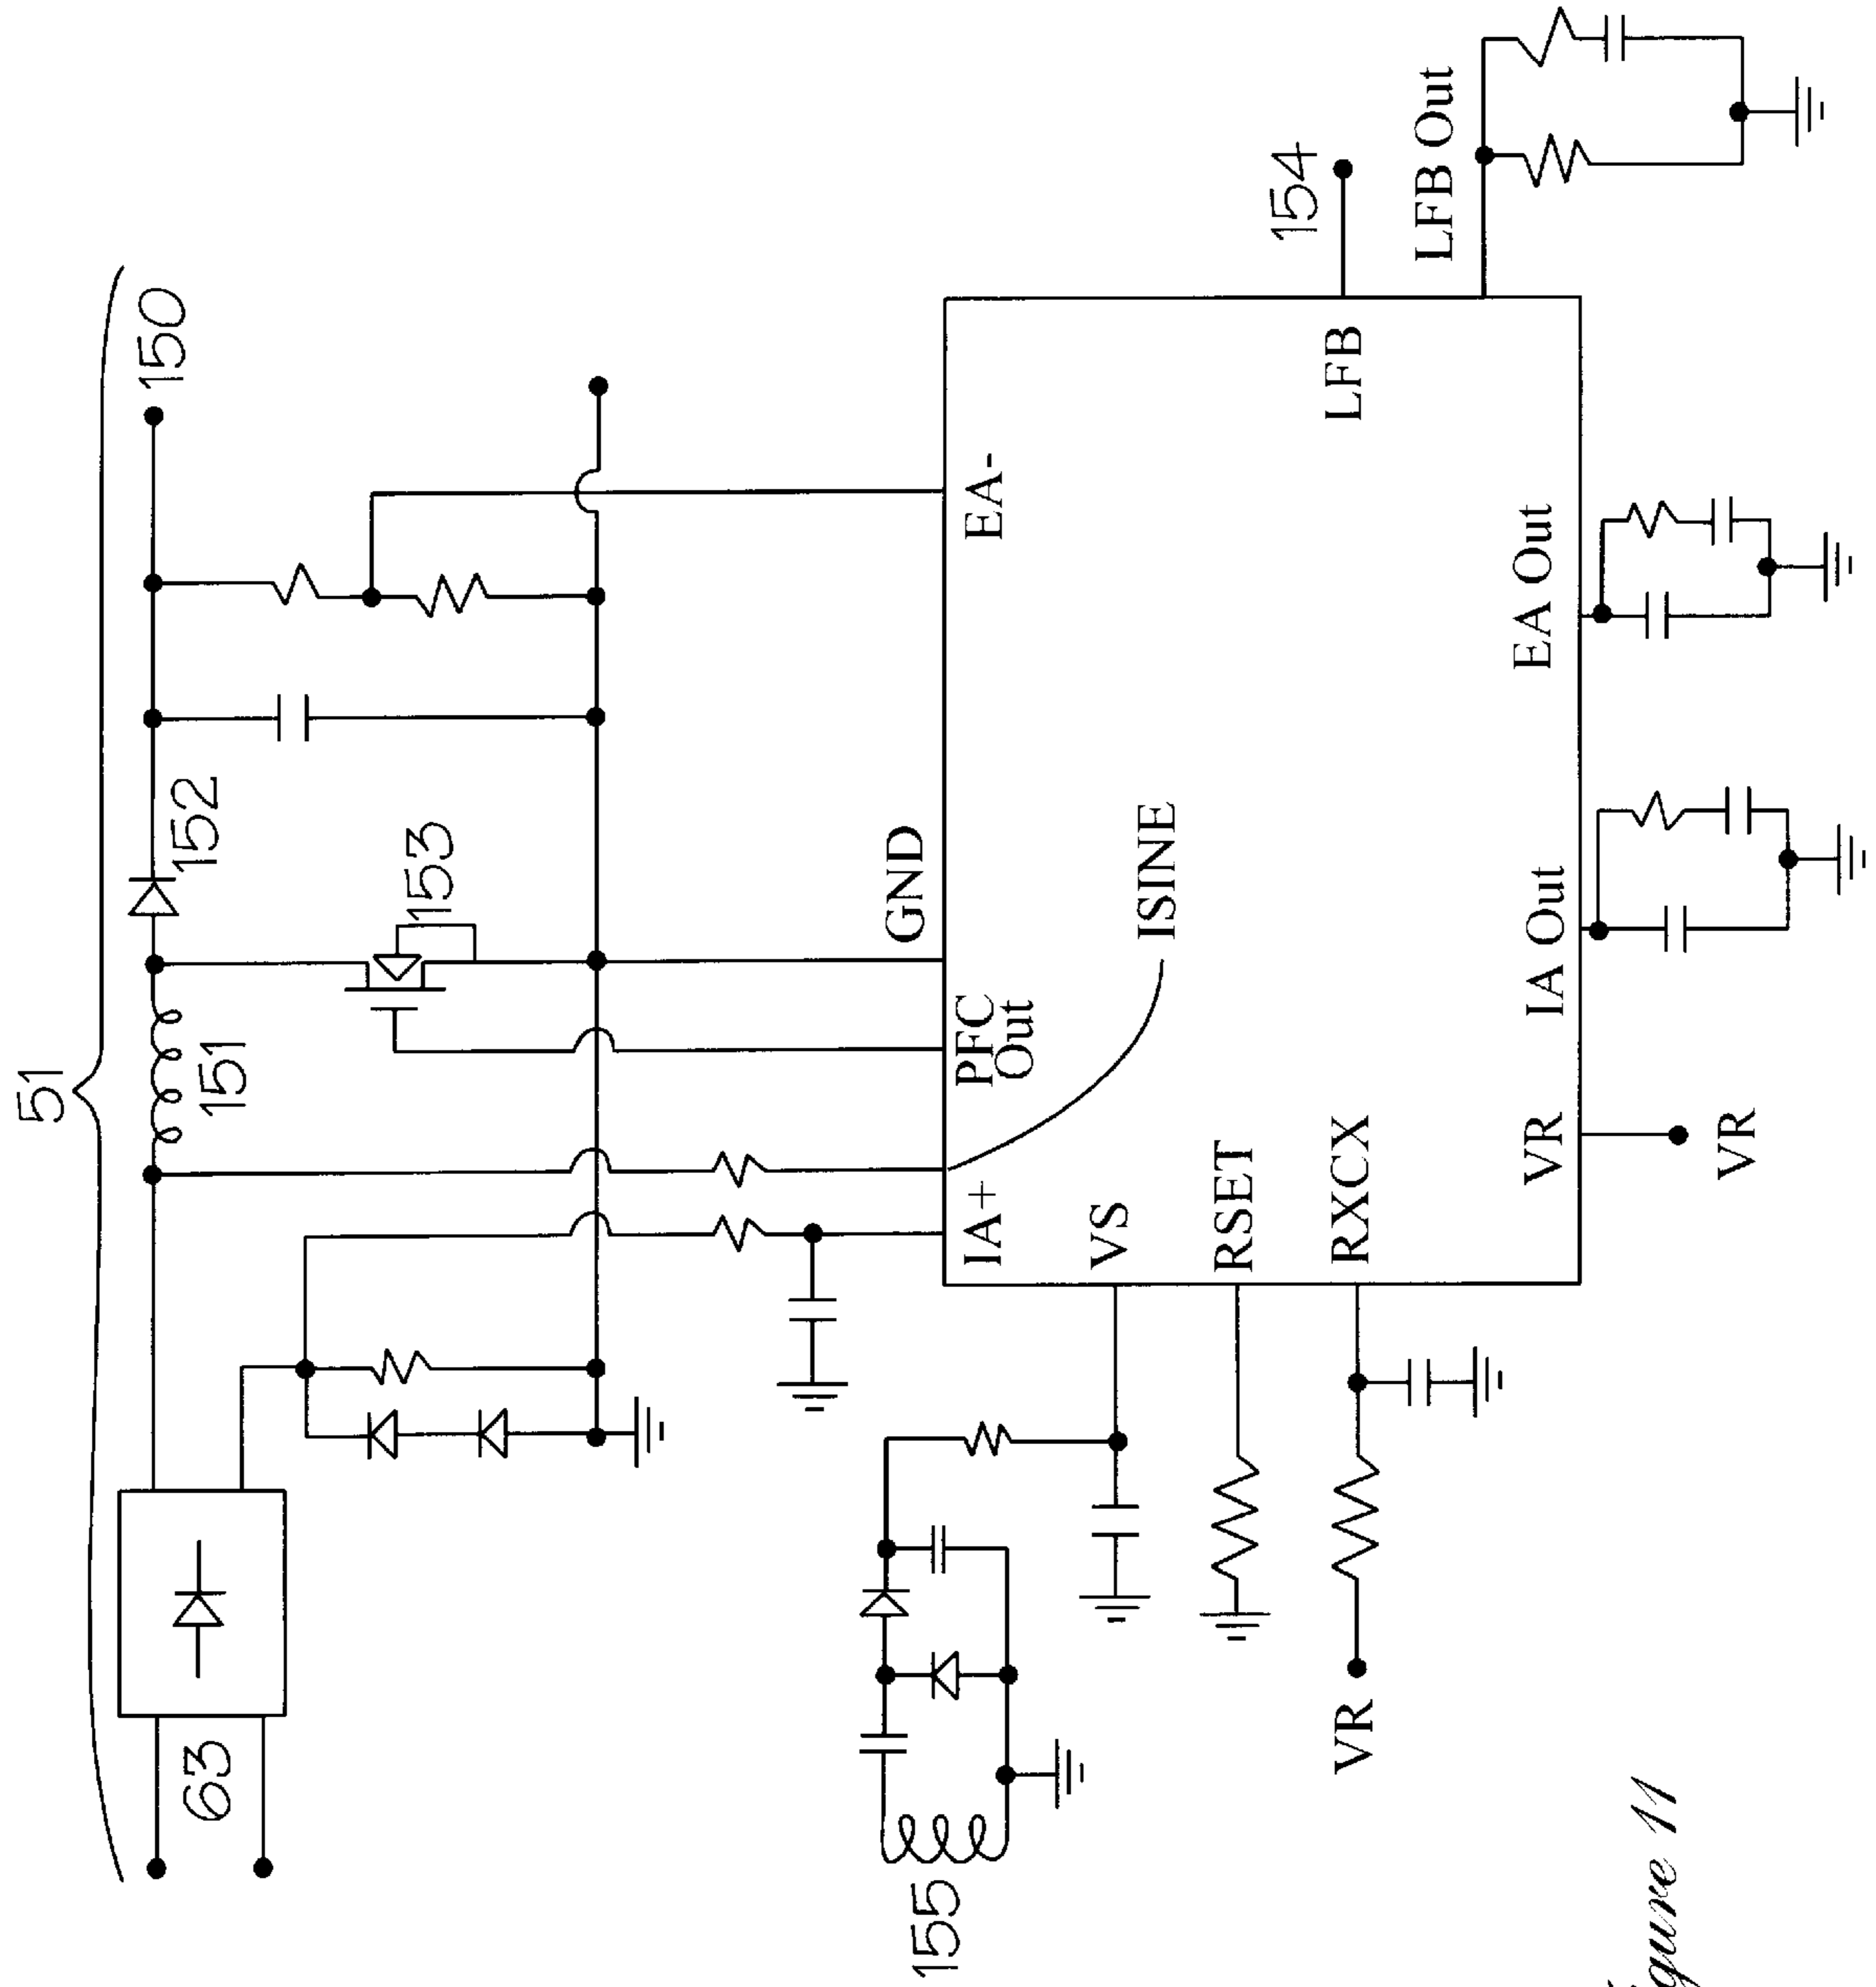 51
150
152
151
153
63
154
LFB Out
GND
EA-
PFC
Out
IA+
ISINE
LFB
VS
RSET
RXCX
VR
IA Out
EA Out
155
VR
VR
Figure 11